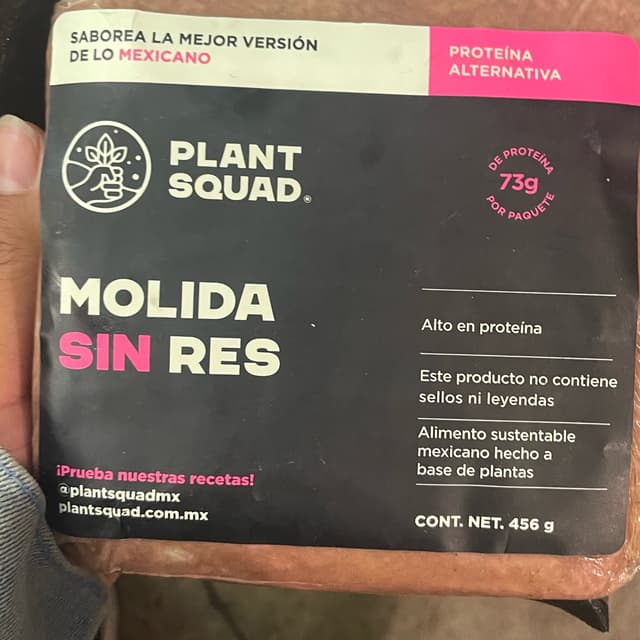 SABOREA LA MEJOR VERSIÓN
DE LO MEXICANO
PROTEÍNA
ALTERNATIVA
PLANT
SQUAD®
DE PROTEÍNA
73g
POR PAQUETE
MOLIDA
SIN RES
Alto en proteína
Este producto no contiene
sellos ni leyendas
Alimento sustentable
mexicano hecho a
base de plantas
¡Prueba nuestras recetas!
@plantsquadmx
plantsquad.com.mx
CONT. NET. 456 g